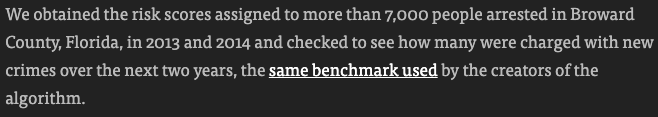 We obtained the risk scores assigned to more than 7,000 people arrested in Broward
County, Florida, in 2013 and 2014 and checked to see how many were charged with new
crimes over the next two years, the same benchmark used by the creators of the
algorithm.